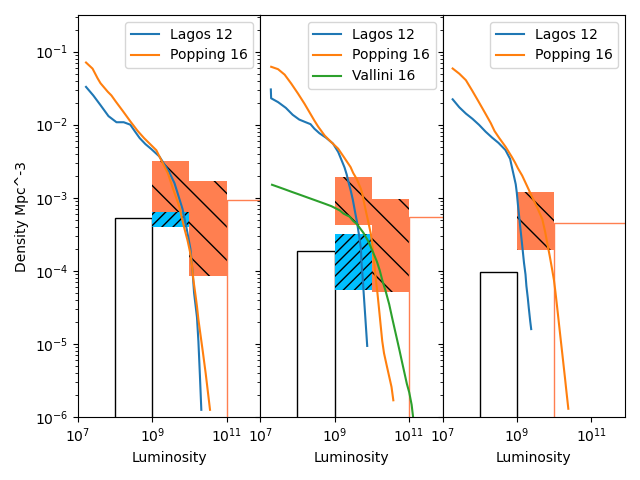 Lagos 12
Popping 16
Lagos 12
Popping 16
Vallini 16
Lagos 12
Popping 16
Density Mpc^-3
10^-1
10^-2
10^-3
10^-4
10^-5
10^-6
10^7 10^9 10^11
10^7 10^9 10^11
10^7 10^9 10^11
Luminosity
Luminosity
Luminosity